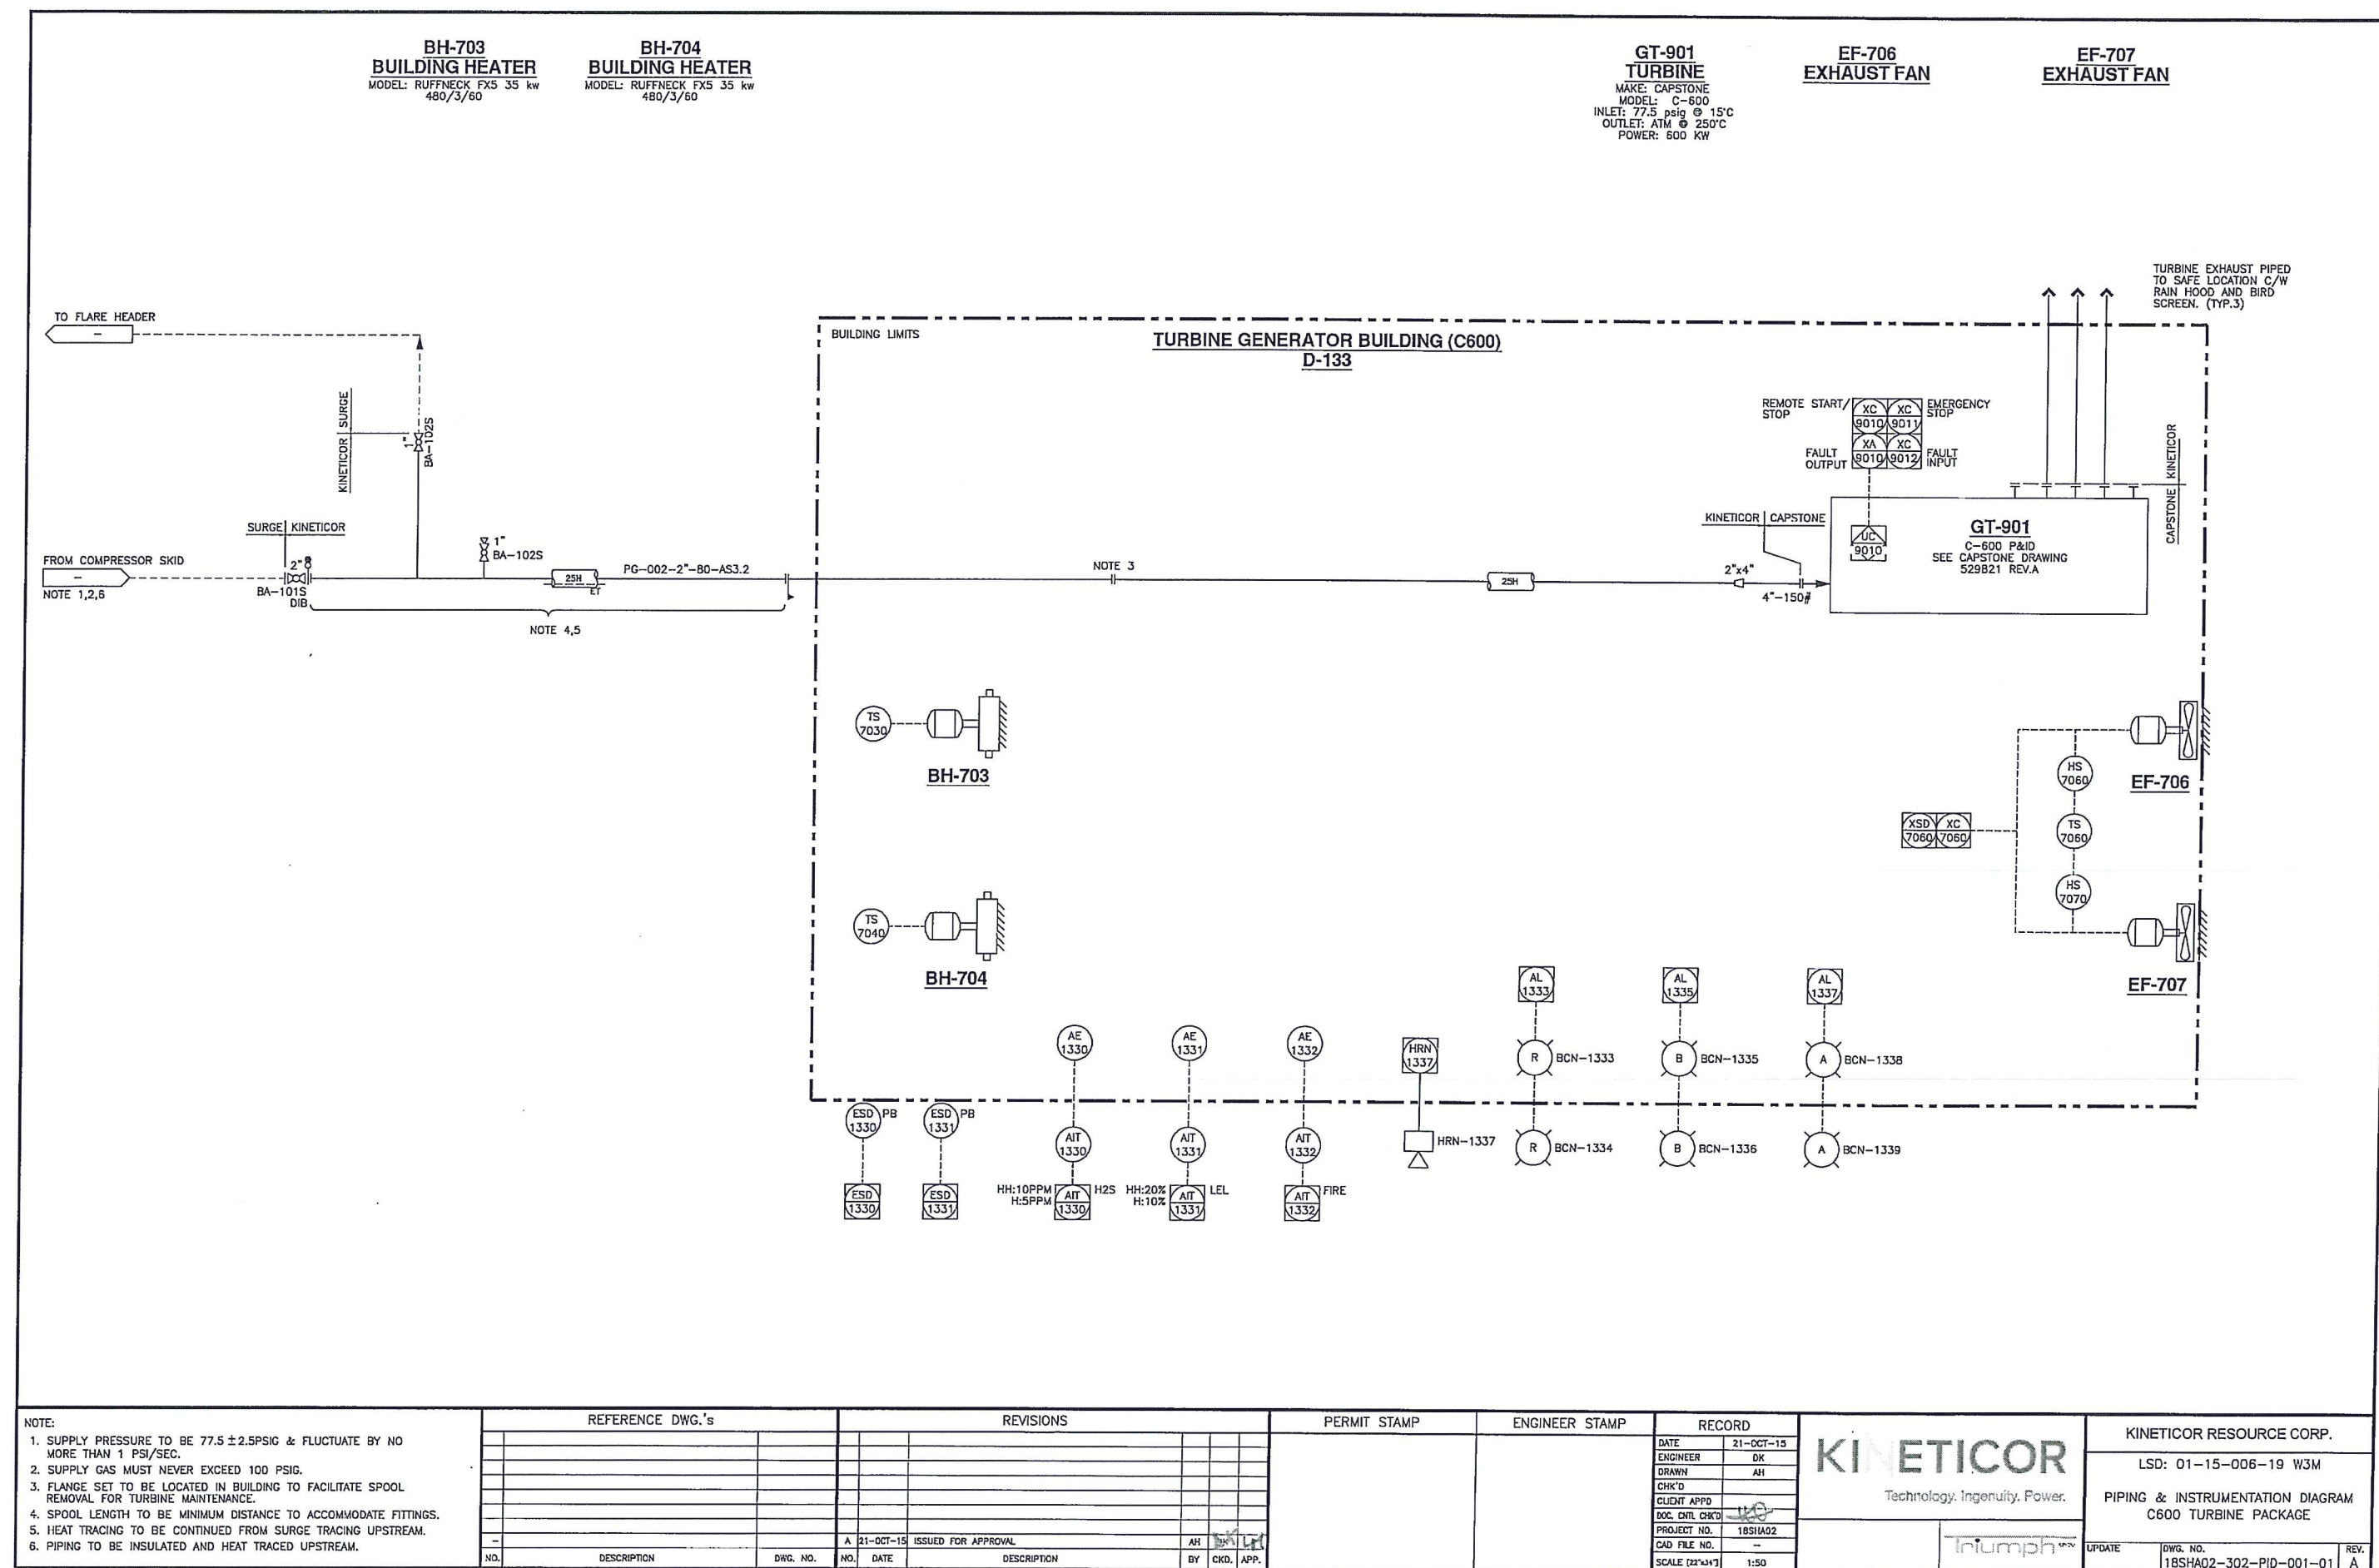 BH-703
BUILDING HEATER
MODEL: RUFFNECK FX5 35 kw
480/3/60
BH-704
BUILDING HEATER
MODEL: RUFFNECK FX5 35 kw
480/3/60
GT-901
TURBINE
MAKE: CAPSTONE
MODEL: C-600
INLET: 77.5 psig @ 15°C
OUTLET: ATM @ 250°C
POWER: 600 KW
EF-706
EXHAUST FAN
EF-707
EXHAUST FAN
TURBINE EXHAUST PIPED
TO SAFE LOCATION C/W
RAIN HOOD AND BIRD
SCREEN. (TYP.3)
TO FLARE HEADER
-
BUILDING LIMITS
TURBINE GENERATOR BUILDING (C600)
D-133
KINETICOR SURGE
1"
BA-102S
REMOTE START/
STOP
XC
9010
XC
9011
EMERGENCY
STOP
FAULT
OUTPUT
XA
9010
XC
9012
FAULT
INPUT
CAPSTONE KINETICOR
SURGE KINETICOR
FROM COMPRESSOR SKID
-
NOTE 1,2,6
2"
BA-101S
DIB
1"
BA-102S
25H
ET
PG-002-2"-80-AS3.2
NOTE 4,5
NOTE 3
25H
2"x4"
4"-150#
KINETICOR CAPSTONE
UC
9010
GT-901
C-600 P&ID
SEE CAPSTONE DRAWING
529821 REV.A
TS
7030
BH-703
TS
7040
BH-704
HS
7060
EF-706
XSD
7060
XC
7060
TS
7060
HS
7070
EF-707
AE
1330
AE
1331
AE
1332
HRN
1337
AL
1333
AL
1335
AL
1337
R BCN-1333
B BCN-1335
A BCN-1338
ESD
1330
PB
ESD
1331
PB
AIT
1330
AIT
1331
AIT
1332
HRN-1337
R BCN-1334
B BCN-1336
A BCN-1339
ESD
1330
ESD
1331
HH:10PPM
H:5PPM
AIT
1330
H2S
HH:20%
H:10%
AIT
1331
LEL
AIT
1332
FIRE
NOTE:
1. SUPPLY PRESSURE TO BE 77.5 ±2.5PSIG & FLUCTUATE BY NO
MORE THAN 1 PSI/SEC.
2. SUPPLY GAS MUST NEVER EXCEED 100 PSIG.
3. FLANGE SET TO BE LOCATED IN BUILDING TO FACILITATE SPOOL
REMOVAL FOR TURBINE MAINTENANCE.
4. SPOOL LENGTH TO BE MINIMUM DISTANCE TO ACCOMMODATE FITTINGS.
5. HEAT TRACING TO BE CONTINUED FROM SURGE TRACING UPSTREAM.
6. PIPING TO BE INSULATED AND HEAT TRACED UPSTREAM.
REFERENCE DWG.'s
-
NO. DESCRIPTION DWG. NO.
REVISIONS
A 21-OCT-15 ISSUED FOR APPROVAL AH
NO. DATE DESCRIPTION BY CKD. APP.
PERMIT STAMP
ENGINEER STAMP
RECORD
DATE 21-OCT-15
ENGINEER DK
DRAWN AH
CHK'D
CLIENT APPD
DOC. CNTL CHK'D
PROJECT NO. 18SHA02
CAD FILE NO. --
SCALE [22"x34"] 1:50
KINETICOR
Technology. Ingenuity. Power.
Triumph
KINETICOR RESOURCE CORP.
LSD: 01-15-006-19 W3M
PIPING & INSTRUMENTATION DIAGRAM
C600 TURBINE PACKAGE
UPDATE
DWG. NO.
18SHA02-302-PID-001-01
REV.
A